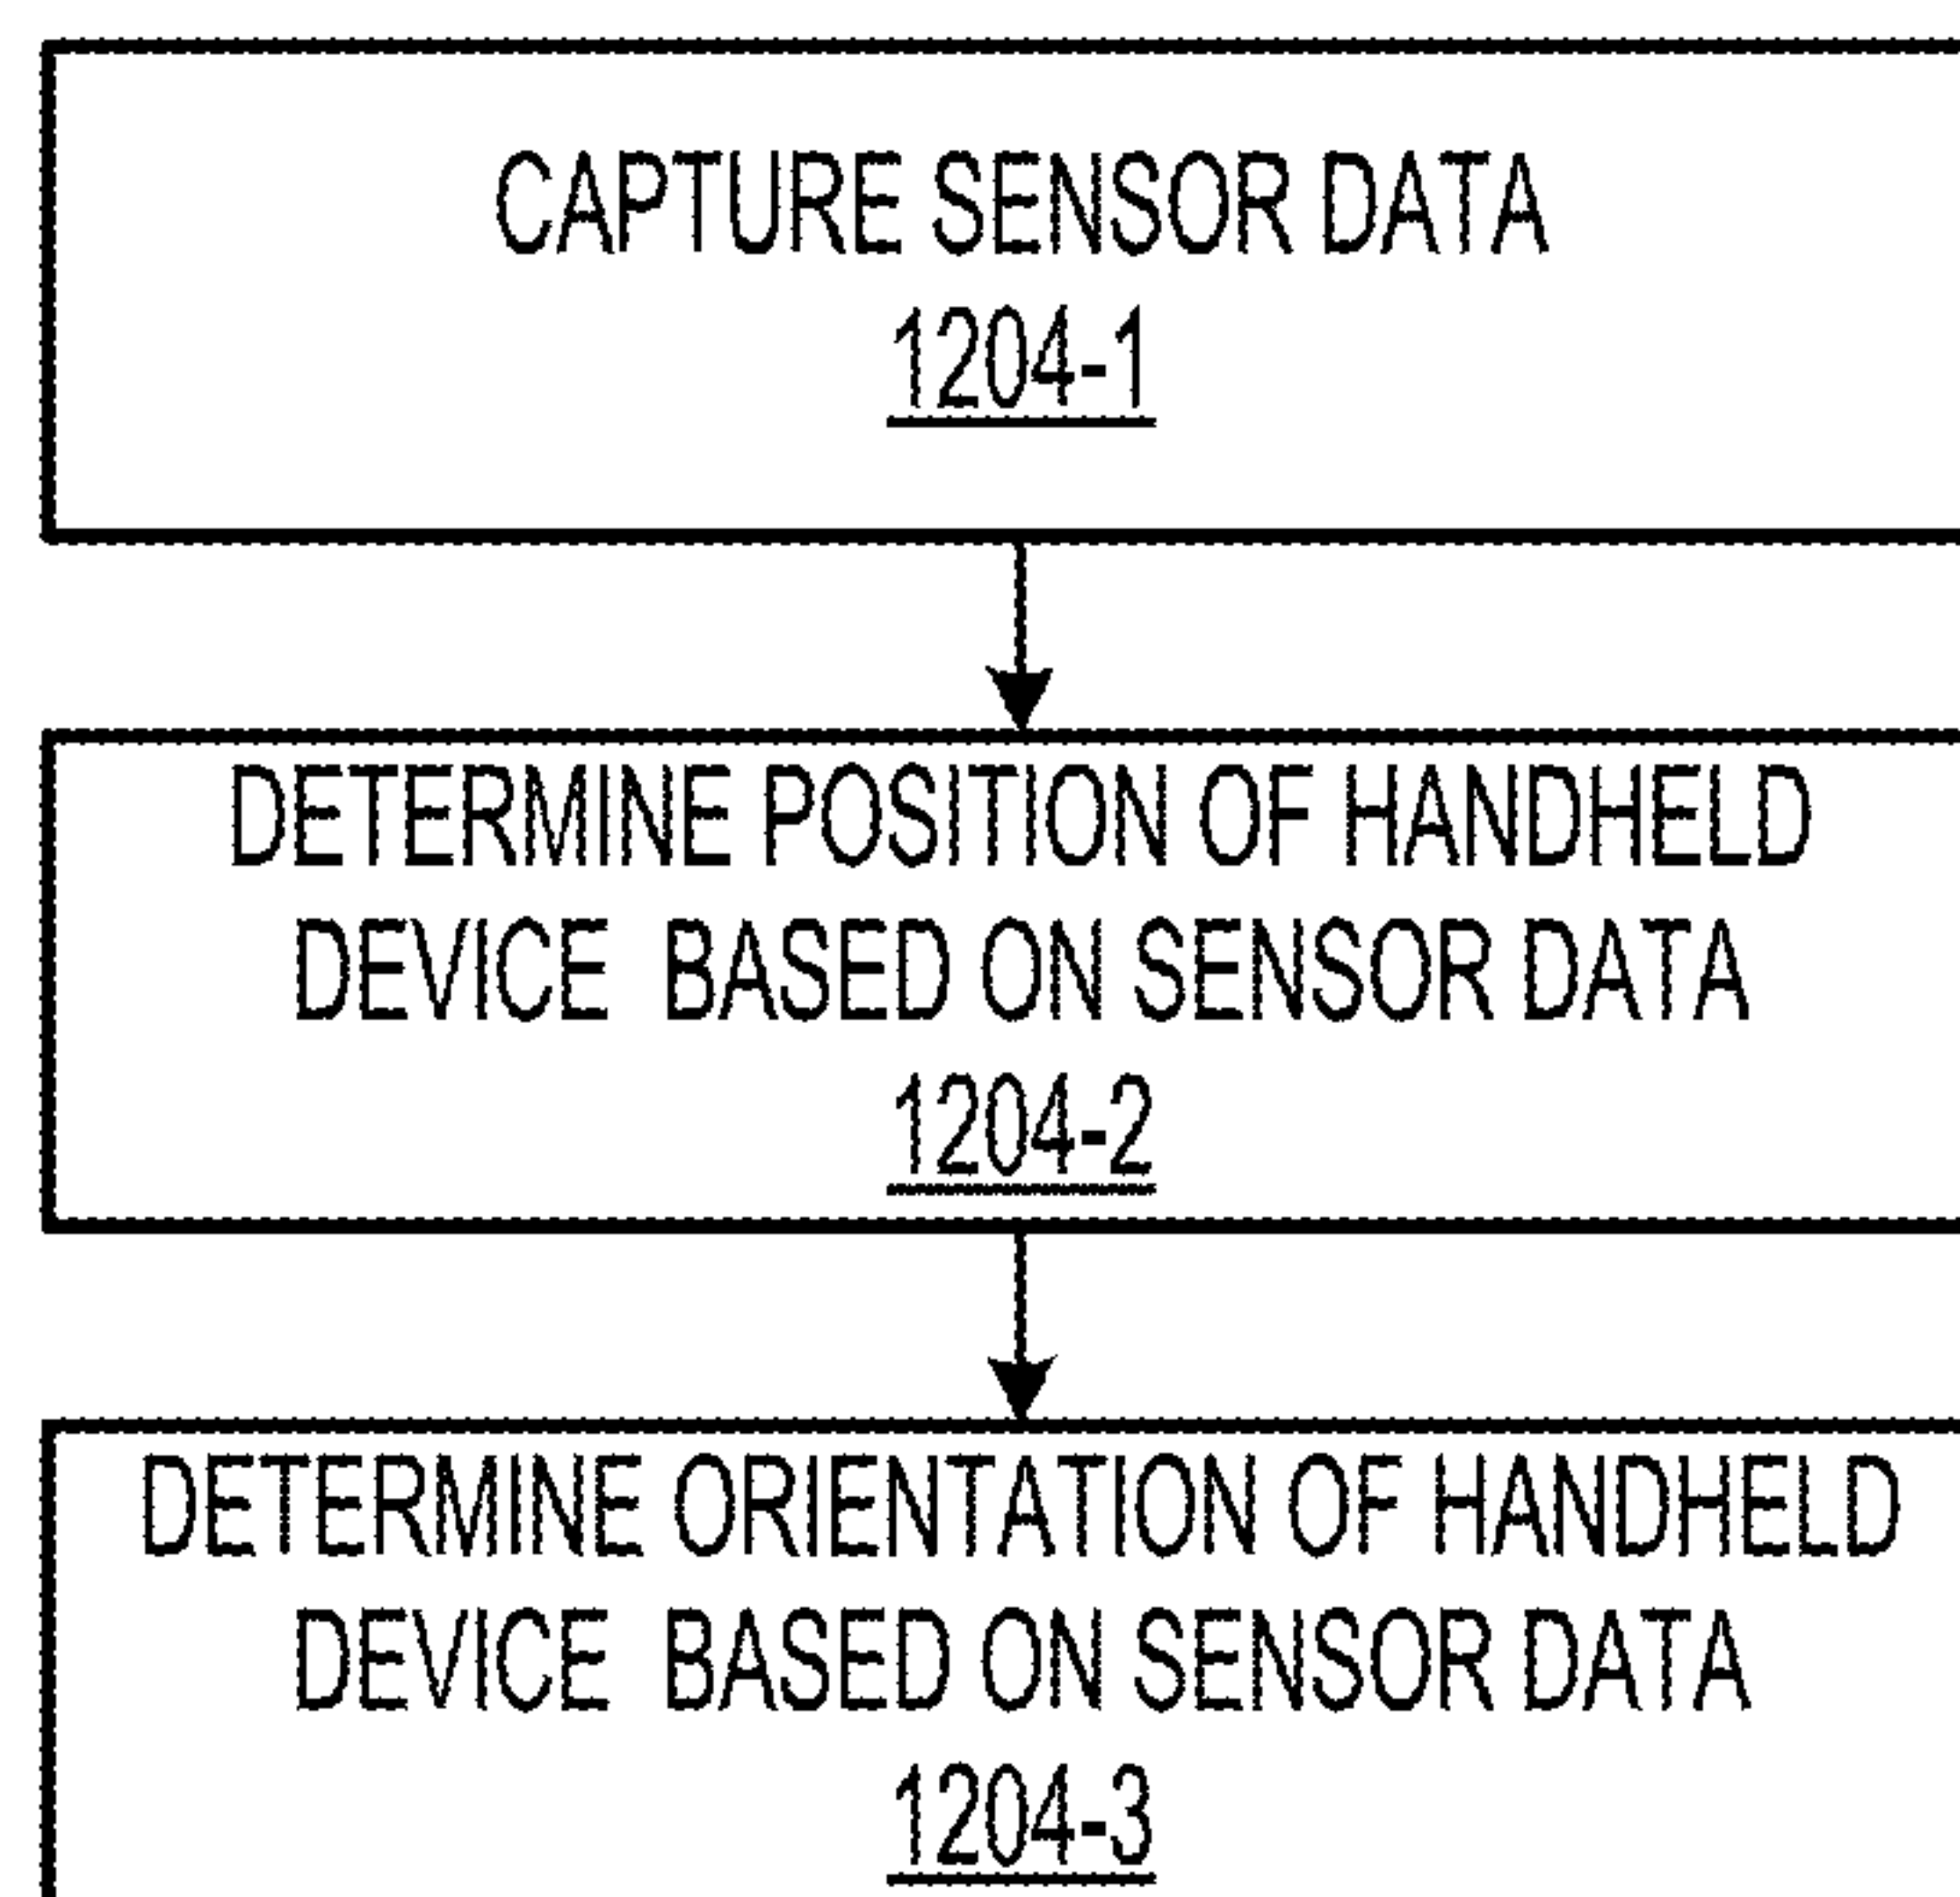 CAPTURE SENSOR DATA
1204-1
DETERMINE POSITION OF HANDHELD
DEVICE BASED ON SENSOR DATA
1204-2
DETERMINE ORIENTATION OF HANDHELD
DEVICE BASED ON SENSOR DATA
1204-3